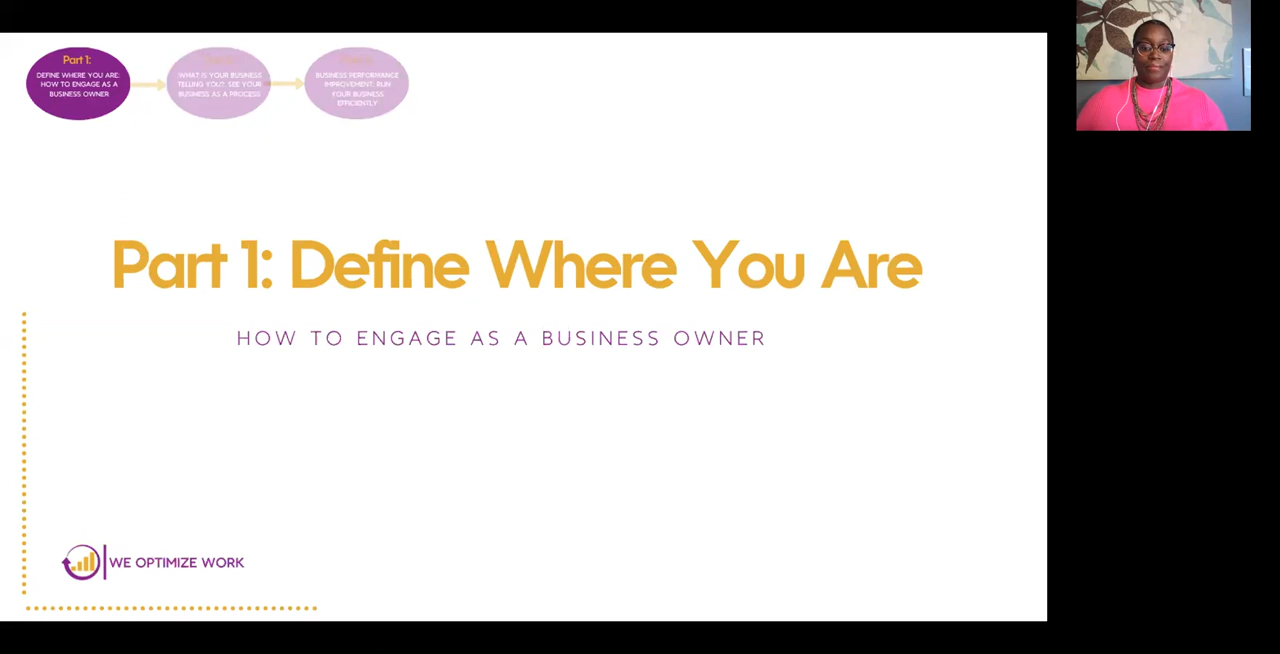 Part 1:
DEFINE WHERE YOU ARE:
HOW TO ENGAGE AS A
BUSINESS OWNER
WHAT IS YOUR BUSINESS
TELLING YOU? SEE YOUR
BUSINESS AS A PROCESS
BUSINESS PERFORMANCE
IMPROVEMENT: RUN
YOUR BUSINESS
EFFICIENTLY
Part 1: Define Where You Are
HOW TO ENGAGE AS A BUSINESS OWNER
WE OPTIMIZE WORK